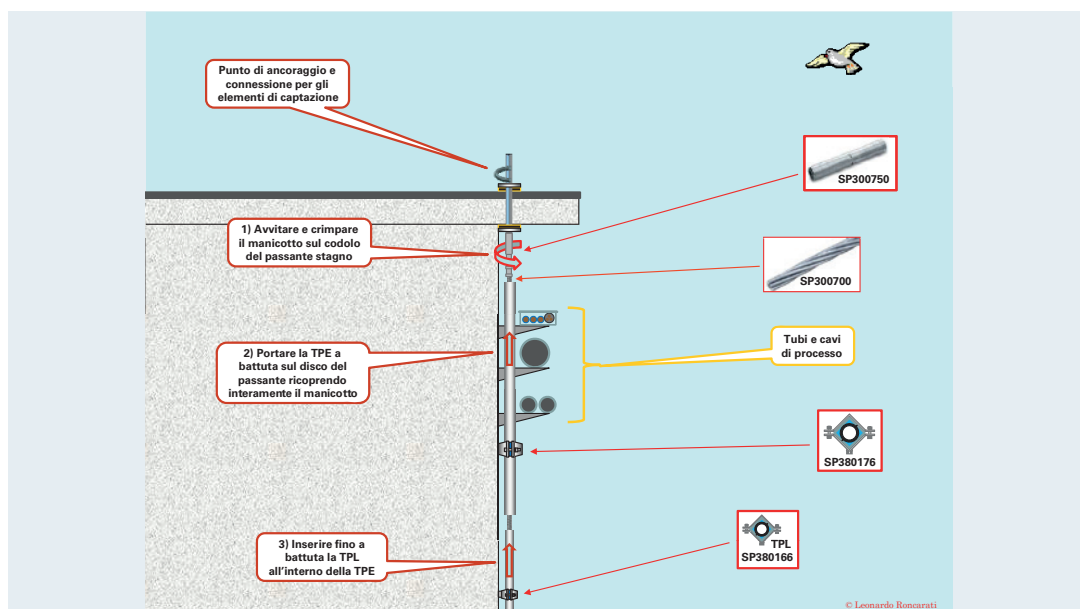 Punto di ancoraggio e
connessione per gli
elementi di captazione
SP300750
1) Avvitare e crimpare
il manicotto sul codolo
del passante stagno
SP300700
2) Portare la TPE a
battuta sul disco del
passante ricoprendo
interamente il manicotto
Tubi e cavi
di processo
SP380176
3) Inserire fino a
battuta la TPL
all'interno della TPE
TPL
SP380166
© Leonardo Roncarati